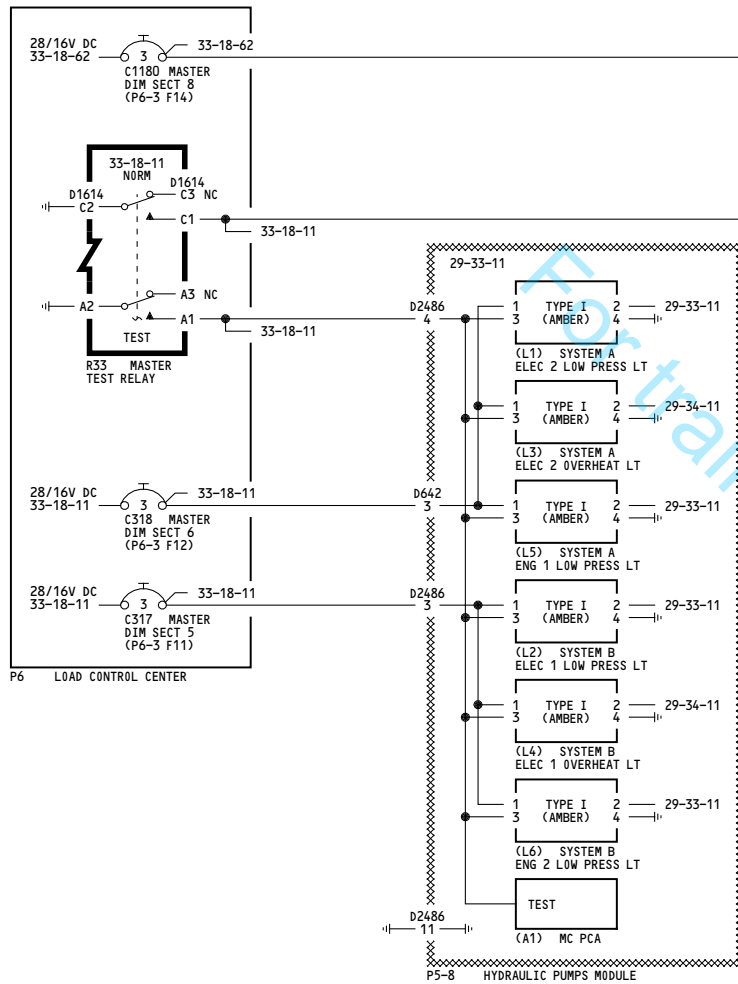 28/16V DC
33-18-62
3
33-18-62
C1180 MASTER
DIM SECT 8
(P6-3 F14)
33-18-11
NORM
D1614
C2
D1614
C3 NC
C1
33-18-11
A2
A3 NC
A1
33-18-11
TEST
R33 MASTER
TEST RELAY
28/16V DC
33-18-11
3
33-18-11
C318 MASTER
DIM SECT 6
(P6-3 F12)
28/16V DC
33-18-11
3
33-18-11
C317 MASTER
DIM SECT 5
(P6-3 F11)
P6 LOAD CONTROL CENTER
29-33-11
D2486
4
D642
3
D2486
3
D2486
11
1 TYPE I 2 29-33-11
3 (AMBER) 4
(L1) SYSTEM A
ELEC 2 LOW PRESS LT
1 TYPE I 2 29-34-11
3 (AMBER) 4
(L3) SYSTEM A
ELEC 2 OVERHEAT LT
1 TYPE I 2 29-33-11
3 (AMBER) 4
(L5) SYSTEM A
ENG 1 LOW PRESS LT
1 TYPE I 2 29-33-11
3 (AMBER) 4
(L2) SYSTEM B
ELEC 1 LOW PRESS LT
1 TYPE I 2 29-34-11
3 (AMBER) 4
(L4) SYSTEM B
ELEC 1 OVERHEAT LT
1 TYPE I 2 29-33-11
3 (AMBER) 4
(L6) SYSTEM B
ENG 2 LOW PRESS LT
TEST
(A1) MC PCA
P5-8 HYDRAULIC PUMPS MODULE
For